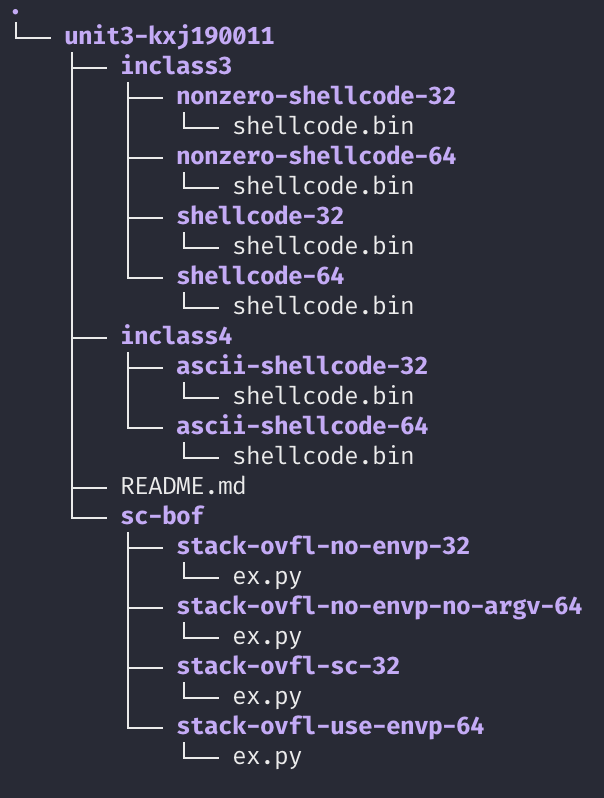 .
└── unit3-kxj190011
    ├── inclass3
    │   ├── nonzero-shellcode-32
    │   │   └── shellcode.bin
    │   ├── nonzero-shellcode-64
    │   │   └── shellcode.bin
    │   ├── shellcode-32
    │   │   └── shellcode.bin
    │   └── shellcode-64
    │       └── shellcode.bin
    ├── inclass4
    │   ├── ascii-shellcode-32
    │   │   └── shellcode.bin
    │   └── ascii-shellcode-64
    │       └── shellcode.bin
    ├── README.md
    └── sc-bof
        ├── stack-ovfl-no-envp-32
        │   └── ex.py
        ├── stack-ovfl-no-envp-no-argv-64
        │   └── ex.py
        ├── stack-ovfl-sc-32
        │   └── ex.py
        └── stack-ovfl-use-envp-64
            └── ex.py